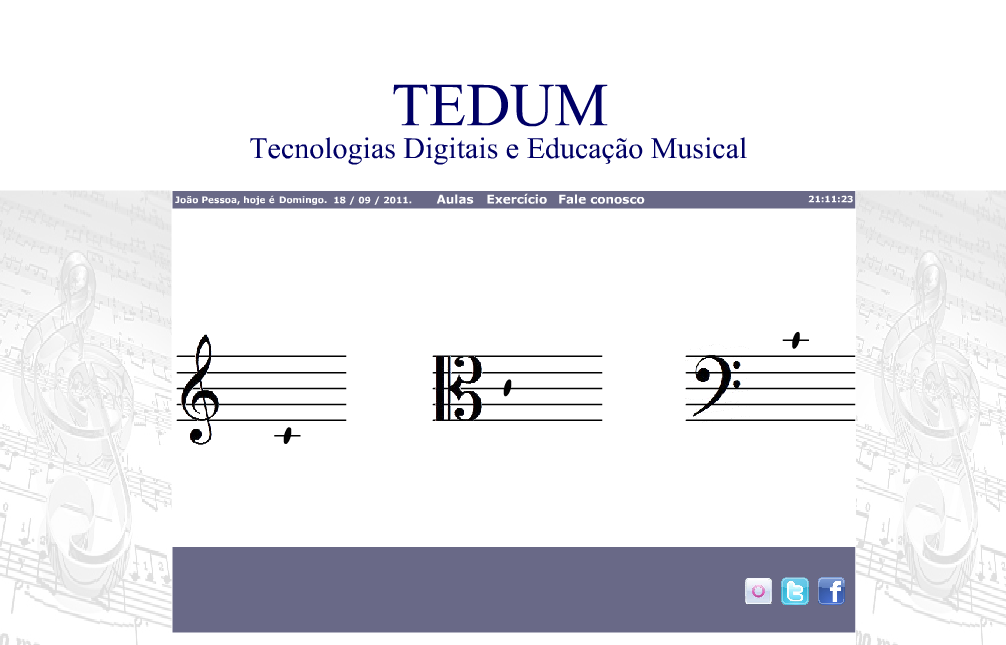 TEDUM
Tecnologias Digitais e Educação Musical
João Pessoa, hoje é Domingo. 18 / 09 / 2011. Aulas Exercício Fale conosco 21:11:23